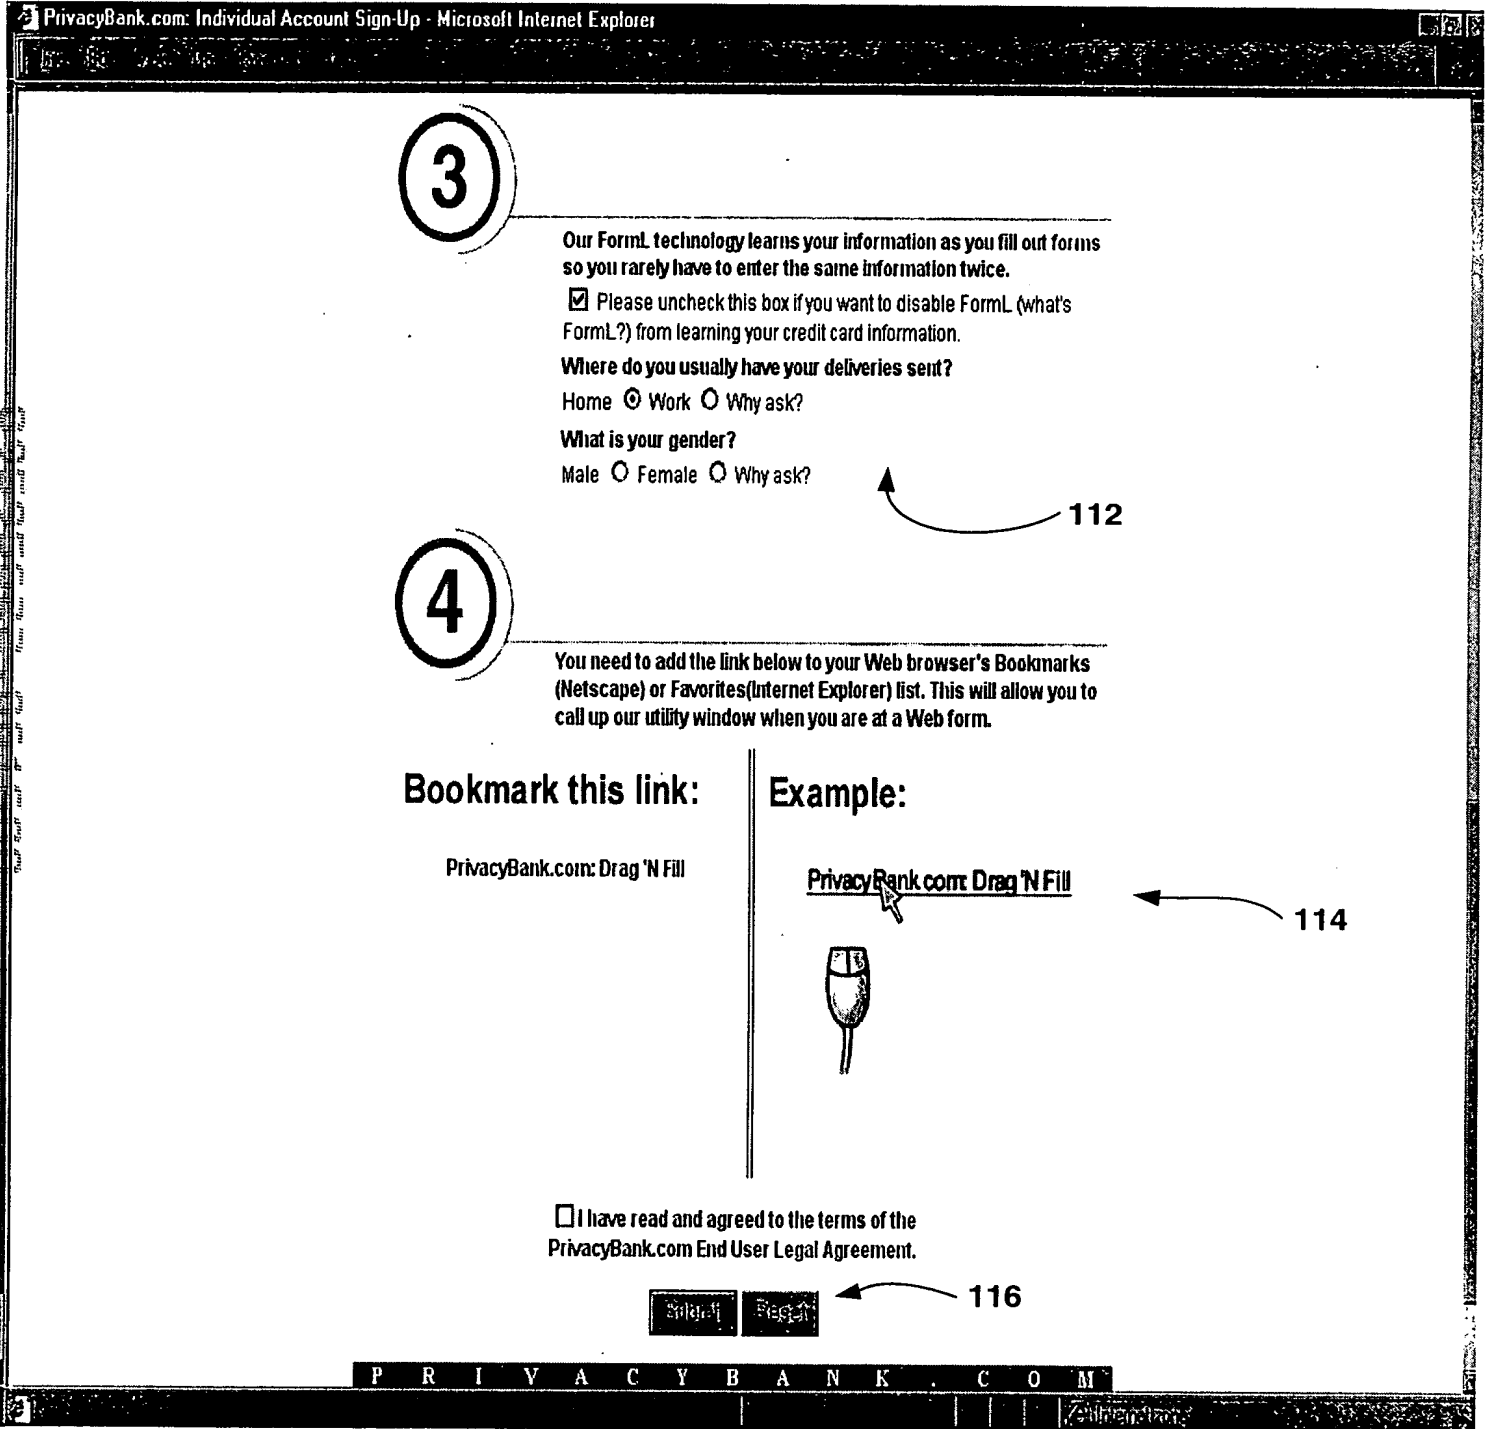 PrivacyBank.com: Individual Account Sign-Up - Microsoft Internet Explorer
3
Our FormL technology learns your information as you fill out forms
so you rarely have to enter the same information twice.
Please uncheck this box if you want to disable FormL (what's
FormL?) from learning your credit card information.
Where do you usually have your deliveries sent?
Home Work Why ask?
What is your gender?
Male Female Why ask?
112
4
You need to add the link below to your Web browser's Bookmarks
(Netscape) or Favorites(Internet Explorer) list. This will allow you to
call up our utility window when you are at a Web form.
Bookmark this link:
Example:
PrivacyBank.com: Drag 'N Fill
PrivacyBank.com: Drag 'N Fill
114
I have read and agreed to the terms of the
PrivacyBank.com End User Legal Agreement.
Submit Reset
116
PRIVACYBANK.COM